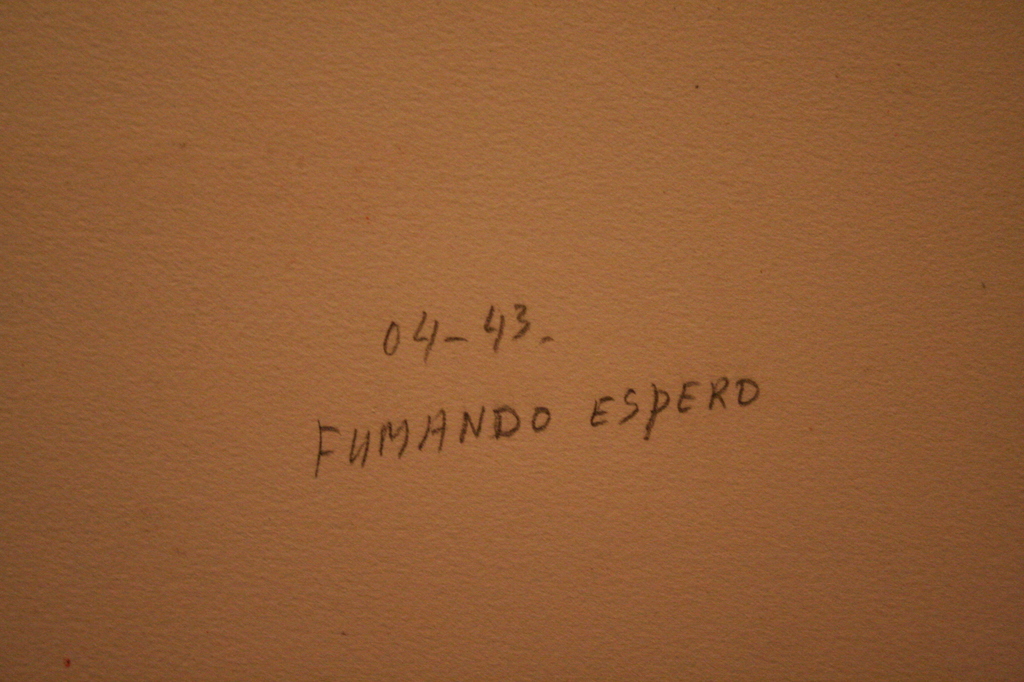 04-43.
FUMANDO ESPERO